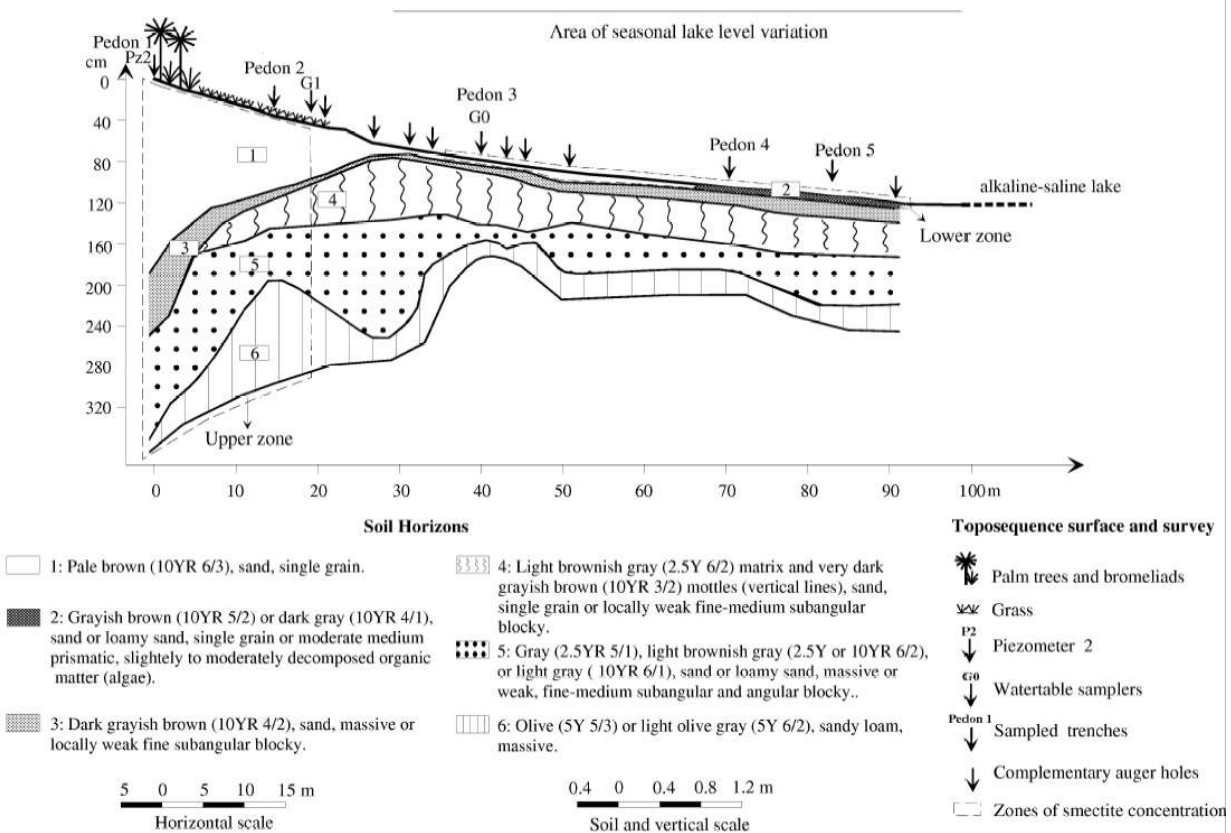 Area of seasonal lake level variation
Pedon 1
Pz2
cm
Pedon 2
G1
Pedon 3
G0
Pedon 4
Pedon 5
0
40
80
120
160
200
240
280
320
1
2
3
4
5
6
alkaline-saline lake
Lower zone
Upper zone
0 10 20 30 40 50 60 70 80 90 100 m
Soil Horizons
1: Pale brown (10YR 6/3), sand, single grain.
2: Grayish brown (10YR 5/2) or dark gray (10YR 4/1),
sand or loamy sand, single grain or moderate medium
prismatic, slightely to moderately decomposed organic
matter (algae).
3: Dark grayish brown (10YR 4/2), sand, massive or
locally weak fine subangular blocky.
4: Light brownish gray (2.5Y 6/2) matrix and very dark
grayish brown (10YR 3/2) mottles (vertical lines), sand,
single grain or locally weak fine-medium subangular
blocky.
5: Gray (2.5YR 5/1), light brownish gray (2.5Y or 10YR 6/2),
or light gray ( 10YR 6/1), sand or loamy sand, massive or
weak, fine-medium subangular and angular blocky..
6: Olive (5Y 5/3) or light olive gray (5Y 6/2), sandy loam,
massive.
Toposequence surface and survey
Palm trees and bromeliads
Grass
P2
Piezometer 2
G0
Watertable samplers
Pedon 1
Sampled trenches
Complementary auger holes
Zones of smectite concentration
5 0 5 10 15 m
Horizontal scale
0.4 0 0.4 0.8 1.2 m
Soil and vertical scale